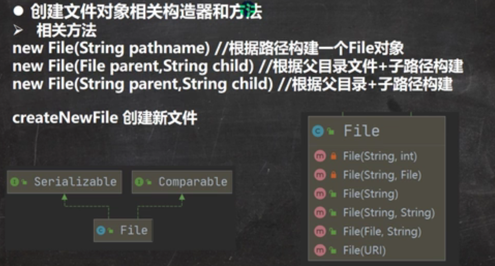 ● 创建文件对象相关构造器和方法
➢ 相关方法
new File(String pathname) //根据路径构建一个File对象
new File(File parent,String child) //根据父目录文件+子路径构建
new File(String parent,String child) //根据父目录+子路径构建
createNewFile 创建新文件
Serializable
Comparable
File
File
File(String, int)
File(String, File)
File(String)
File(String, String)
File(File, String)
File(URI)